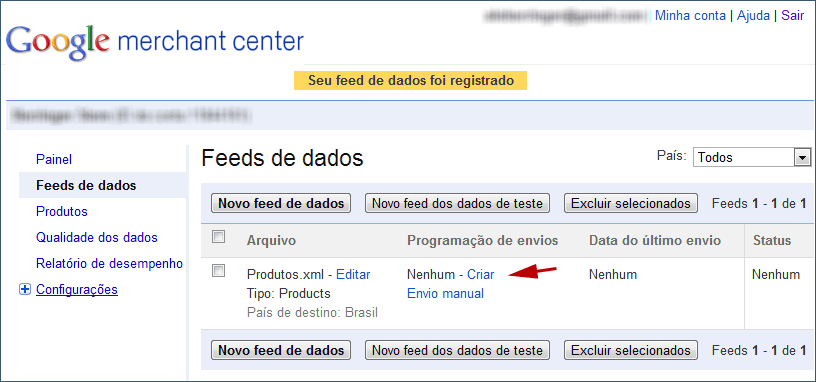 Minha conta | Ajuda | Sair
Google merchant center
Seu feed de dados foi registrado
Painel
Feeds de dados
Produtos
Qualidade dos dados
Relatório de desempenho
Configurações
Feeds de dados
País: Todos
Novo feed de dados Novo feed dos dados de teste Excluir selecionados Feeds 1 - 1 de 1
Arquivo Programação de envios Data do último envio Status
Produtos.xml - Editar Nenhum - Criar Nenhum Nenhum
Tipo: Products Envio manual
País de destino: Brasil
Novo feed de dados Novo feed dos dados de teste Excluir selecionados Feeds 1 - 1 de 1